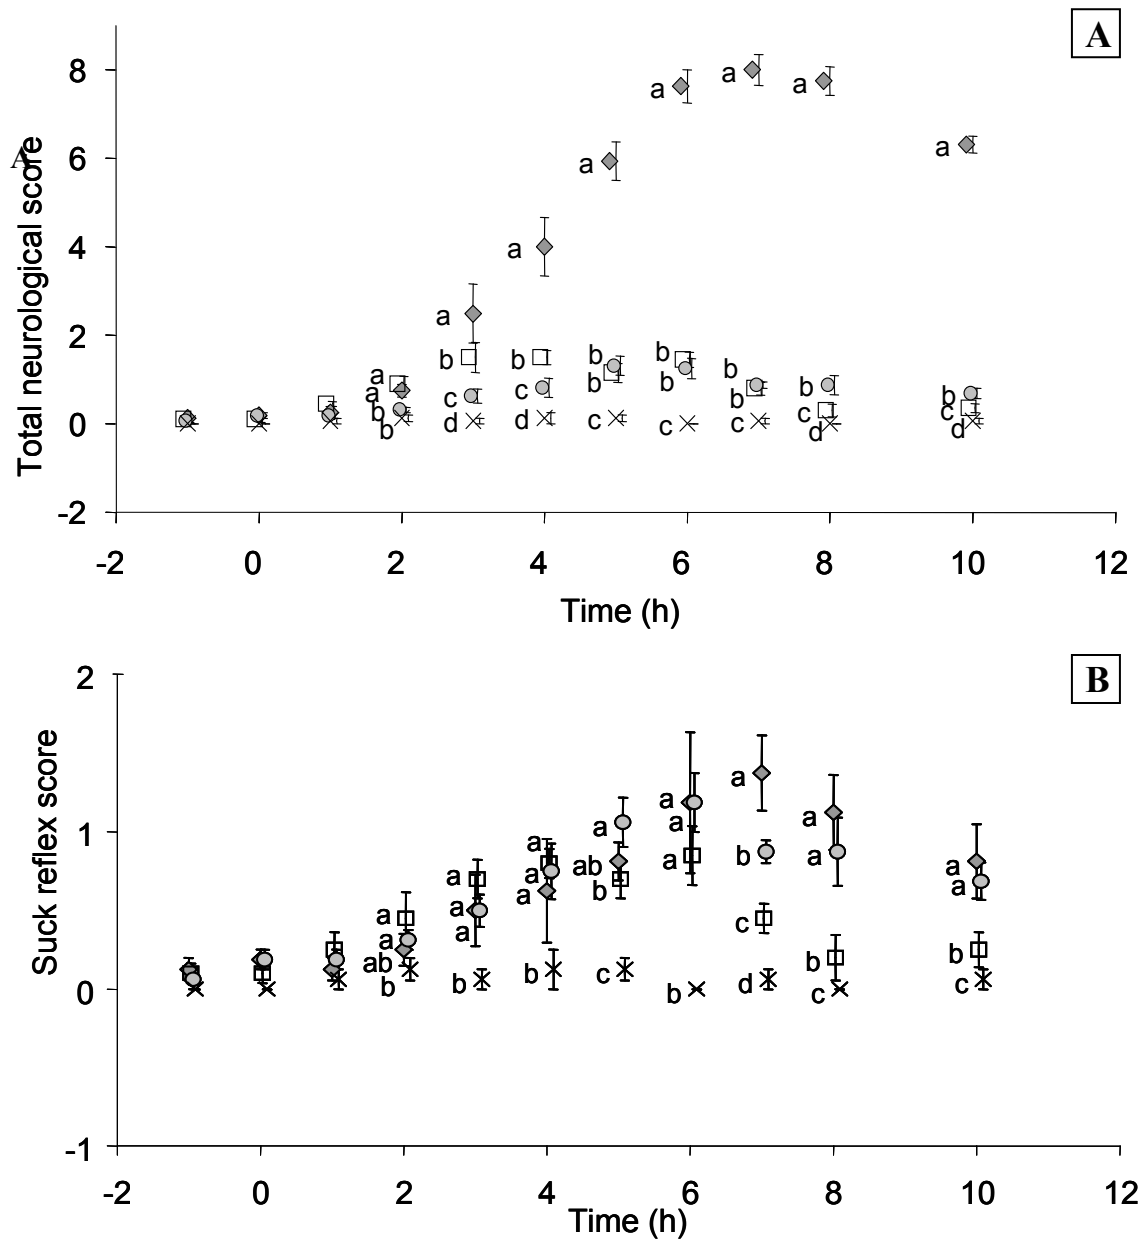 A
8
a a a
6
A
a
a
4
a
2
a
b b b b b
a
a b c c b b b b b
0
b b d d c c c c d c d
-2
-2 0 2 4 6 8 10 12
Total neurological score
Time (h)
B
2
a
a
1
a a a a
a a b a a
ab a
a a a b a
a a c
a a
ab b b
0
b b b c b d c c
-1
-2 0 2 4 6 8 10 12
Suck reflex score
Time (h)